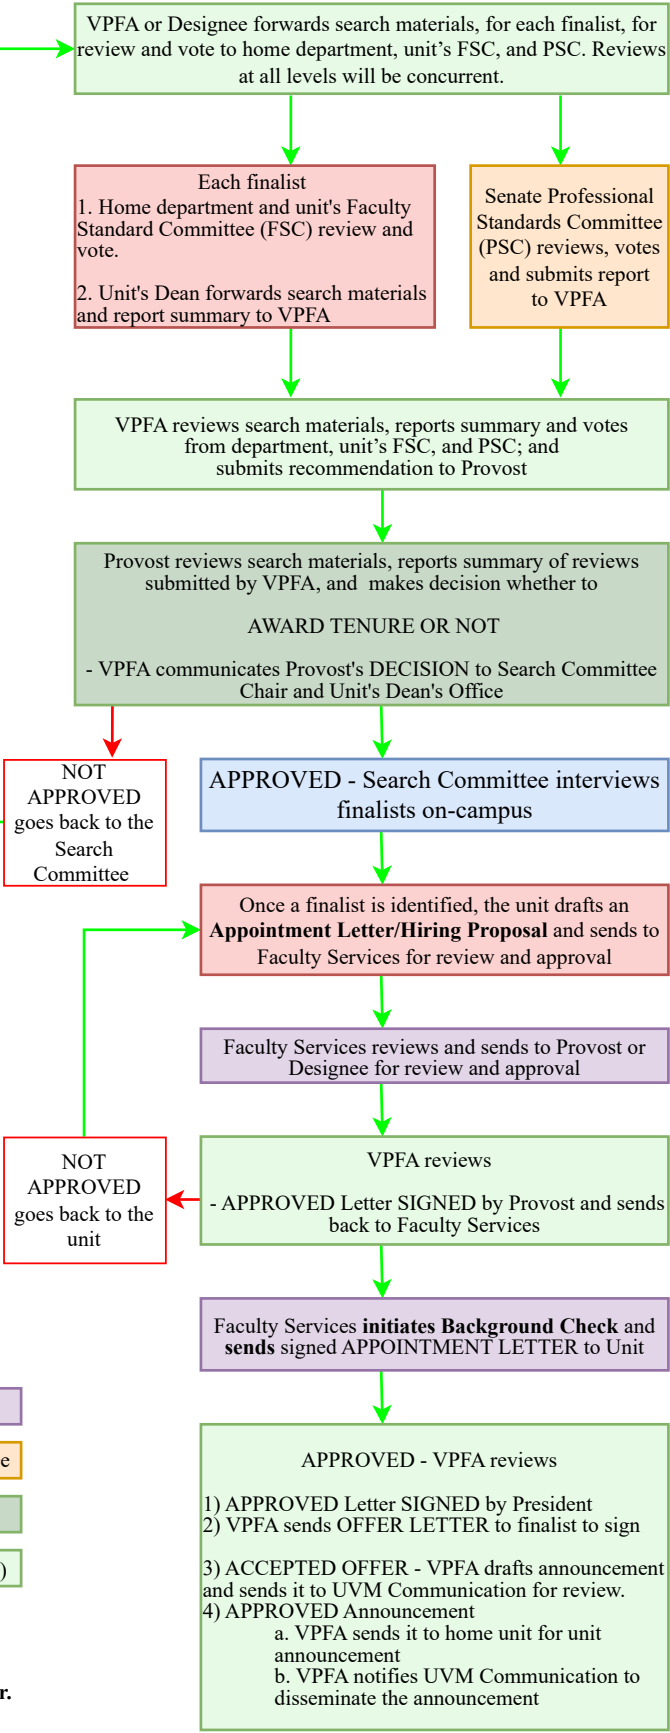 VPFA or Designee forwards search materials, for each finalist, for
review and vote to home department, unit’s FSC, and PSC. Reviews
at all levels will be concurrent.
Each finalist
1. Home department and unit's Faculty
Standard Committee (FSC) review and
vote.
2. Unit's Dean forwards search materials
and report summary to VPFA
Senate Professional
Standards Committee
(PSC) reviews, votes
and submits report
to VPFA
VPFA reviews search materials, reports summary and votes
from department, unit’s FSC, and PSC; and
submits recommendation to Provost
Provost reviews search materials, reports summary of reviews
submitted by VPFA, and makes decision whether to
AWARD TENURE OR NOT
- VPFA communicates Provost's DECISION to Search Committee
Chair and Unit's Dean's Office
NOT
APPROVED
goes back to the
Search
Committee
APPROVED - Search Committee interviews
finalists on-campus
Once a finalist is identified, the unit drafts an
Appointment Letter/Hiring Proposal and sends to
Faculty Services for review and approval
Faculty Services reviews and sends to Provost or
Designee for review and approval
NOT
APPROVED
goes back to the
unit
VPFA reviews
- APPROVED Letter SIGNED by Provost and sends
back to Faculty Services
Faculty Services initiates Background Check and
sends signed APPOINTMENT LETTER to Unit
APPROVED - VPFA reviews
1) APPROVED Letter SIGNED by President
2) VPFA sends OFFER LETTER to finalist to sign
3) ACCEPTED OFFER - VPFA drafts announcement
and sends it to UVM Communication for review.
4) APPROVED Announcement
a. VPFA sends it to home unit for unit
announcement
b. VPFA notifies UVM Communication to
disseminate the announcement
e
)
r.